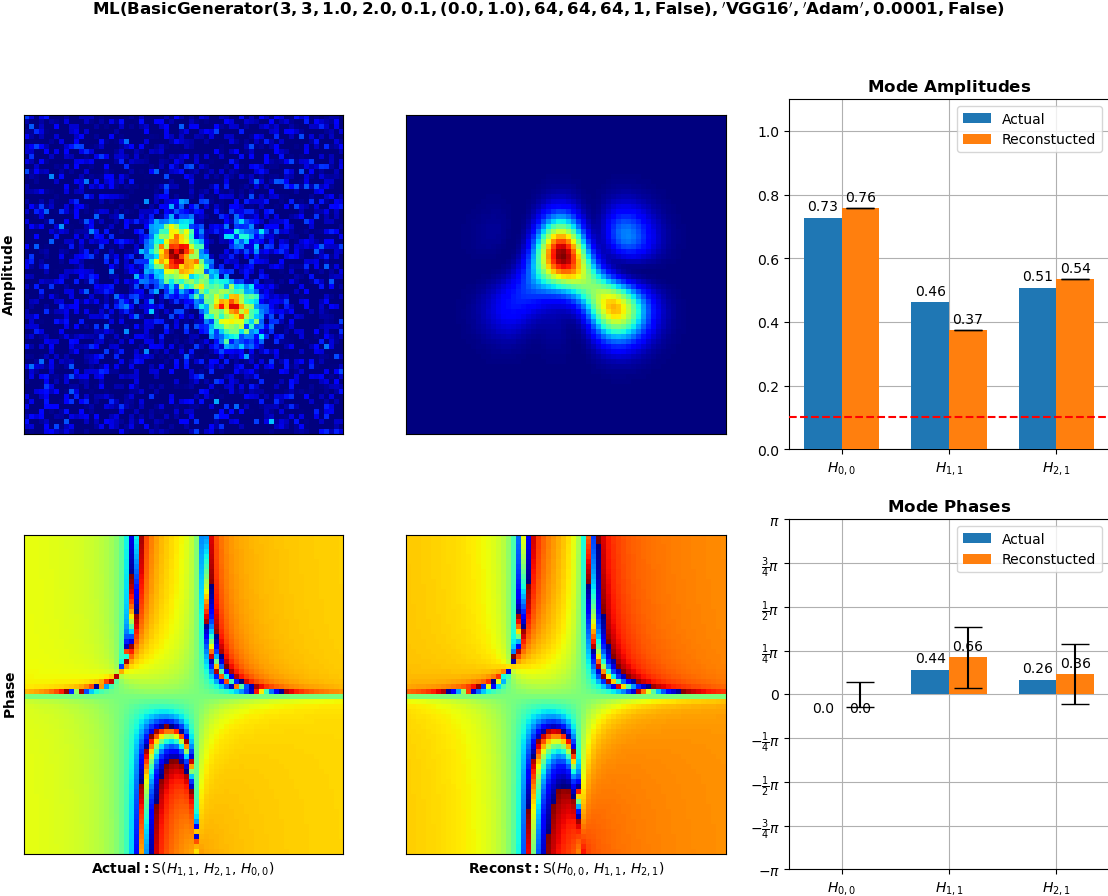 ML(BasicGenerator(3, 3, 1.0, 2.0, 0.1, (0.0, 1.0), 64, 64, 64, 1, False), ′VGG16′, ′Adam′, 0.0001, False)
Amplitude
Mode Amplitudes
Actual
Reconstucted
1.0
0.8
0.6
0.4
0.2
0.0
0.73
0.76
0.46
0.37
0.51
0.54
H0,0
H1,1
H2,1
Phase
Actual: S(H1,1, H2,1, H0,0)
Reconst: S(H0,0, H1,1, H2,1)
Mode Phases
Actual
Reconstucted
π
3/4π
1/2π
1/4π
0
−1/4π
−1/2π
−3/4π
−π
0.0
0.0
0.44
0.66
0.26
0.36
H0,0
H1,1
H2,1